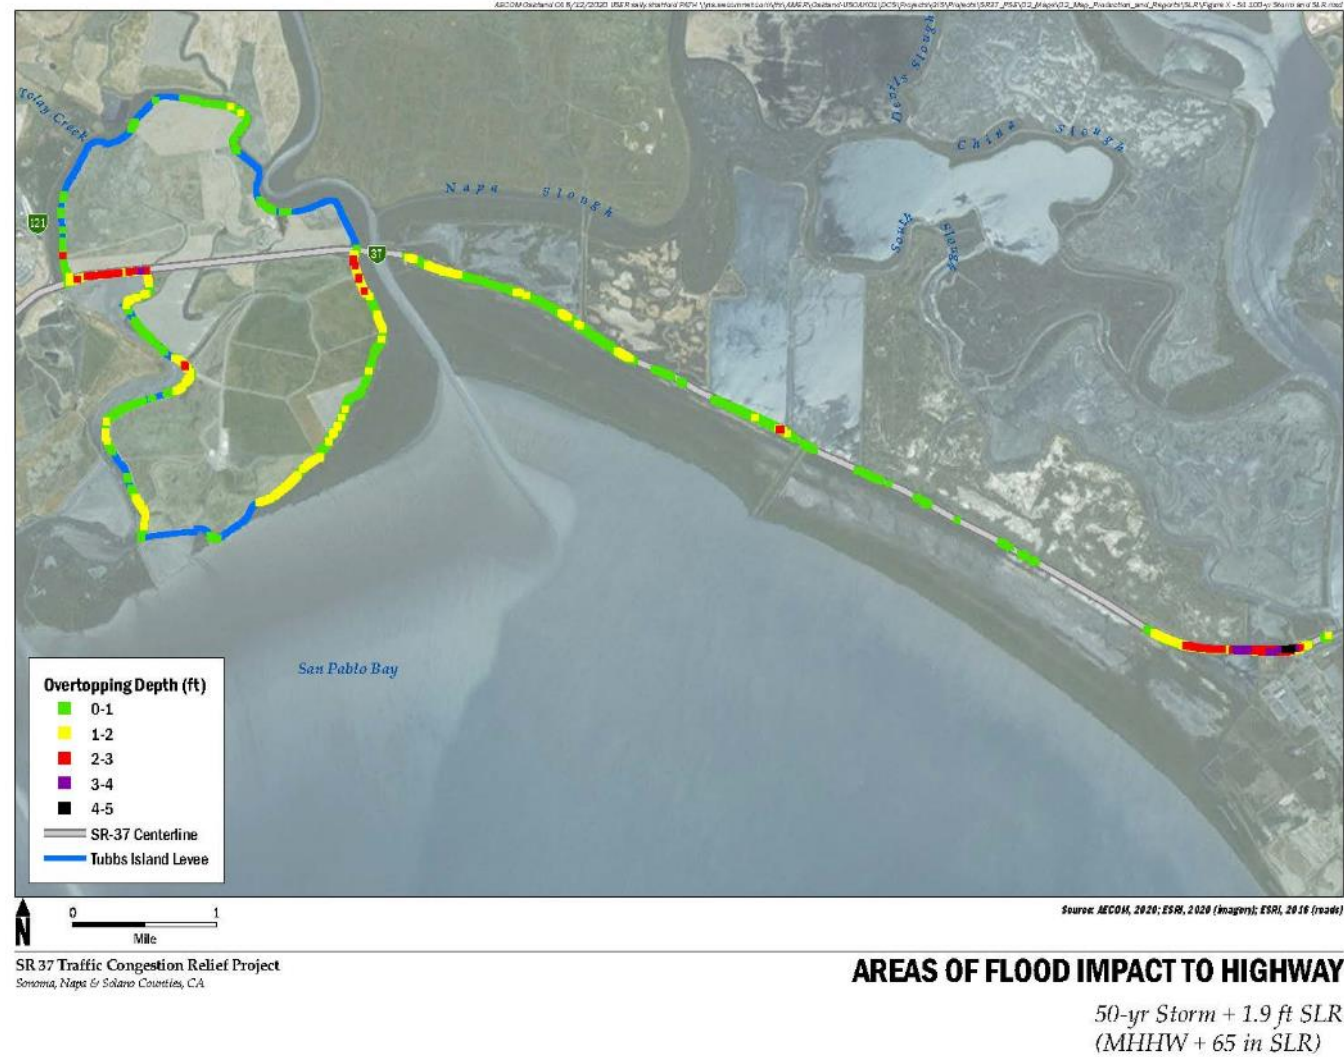 Tolay Creek
Devils Slough
China Slough
Napa Slough
South Slough
121
37
San Pablo Bay
Overtopping Depth (ft)
0-1
1-2
2-3
3-4
4-5
SR-37 Centerline
Tubbs Island Levee
N
0 1
Mile
Source: AECOM, 2020; ESRI, 2020 (imagery); ESRI, 2016 (roads)
SR 37 Traffic Congestion Relief Project
Sonoma, Napa & Solano Counties, CA
AREAS OF FLOOD IMPACT TO HIGHWAY
50-yr Storm + 1.9 ft SLR
(MHHW + 65 in SLR)